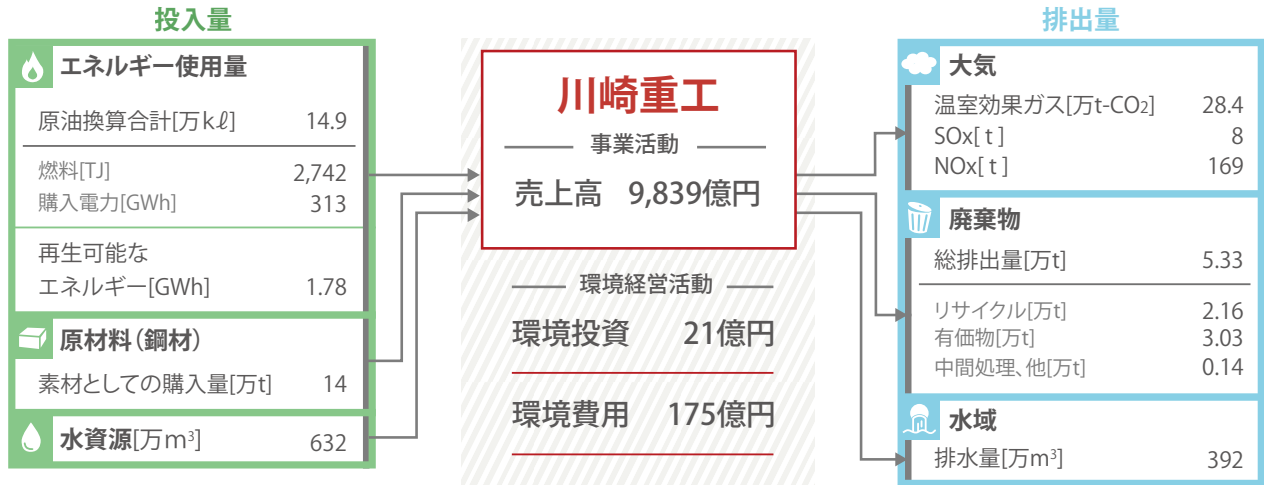 投入量
エネルギー使用量
原油換算合計[万kℓ] 14.9
燃料[TJ] 2,742
購入電力[GWh] 313
再生可能な
エネルギー[GWh] 1.78
原材料（鋼材）
素材としての購入量[万t] 14
水資源[万m³] 632
川崎重工
事業活動
売上高 9,839億円
環境経営活動
環境投資 21億円
環境費用 175億円
排出量
大気
温室効果ガス[万t-CO₂] 28.4
SOx[ t ] 8
NOx[ t ] 169
廃棄物
総排出量[万t] 5.33
リサイクル[万t] 2.16
有価物[万t] 3.03
中間処理、他[万t] 0.14
水域
排水量[万m³] 392